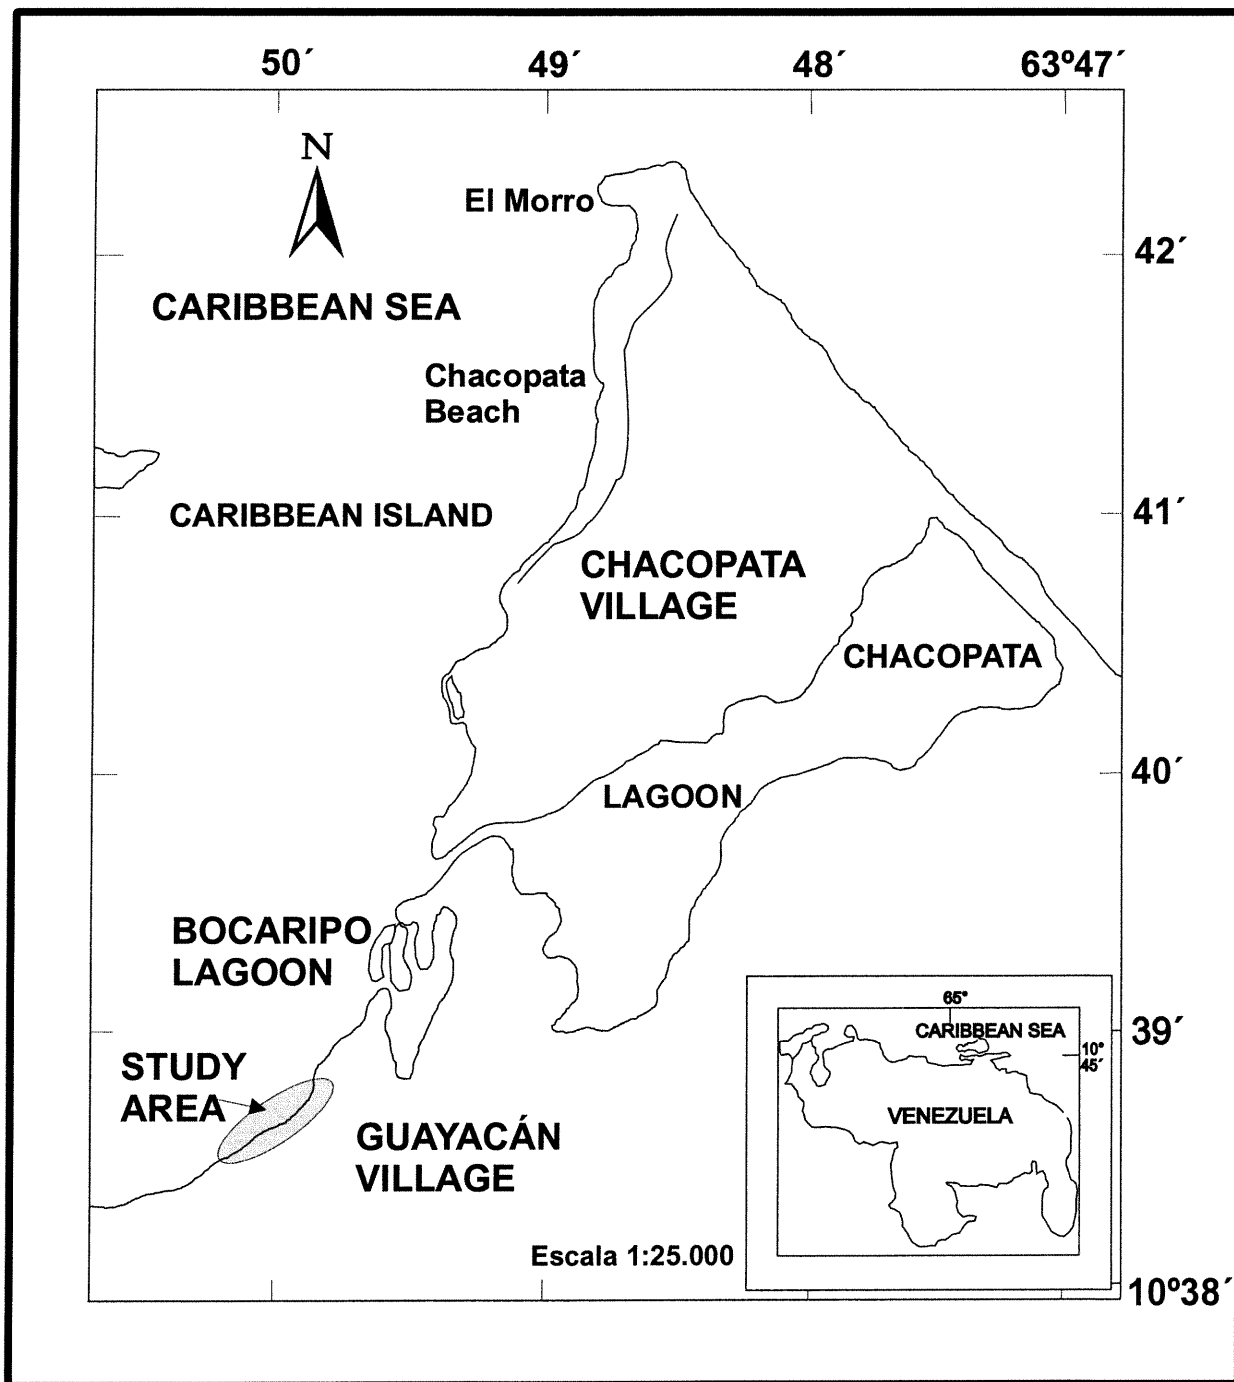 50´ 49´ 48´ 63º47´
N
El Morro
42´
CARIBBEAN SEA
Chacopata
Beach
CARIBBEAN ISLAND
41´
CHACOPATA
VILLAGE
CHACOPATA
40´
LAGOON
BOCARIPO
LAGOON
65°
CARIBBEAN SEA
39´
10°
45´
STUDY
AREA
VENEZUELA
GUAYACÁN
VILLAGE
Escala 1:25.000
10º38´